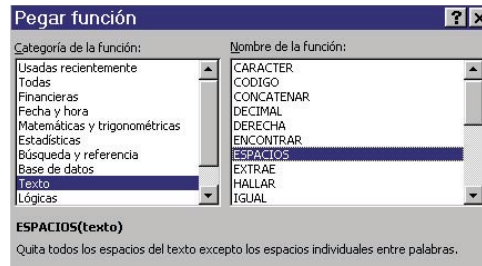 Pegar función
Categoría de la función:
Usadas recientemente
Todas
Financieras
Fecha y hora
Matemáticas y trigonométricas
Estadísticas
Búsqueda y referencia
Base de datos
Texto
Lógicas
Nombre de la función:
CARACTER
CODIGO
CONCATENAR
DECIMAL
DERECHA
ENCONTRAR
ESPACIOS
EXTRAE
HALLAR
IGUAL
ESPACIOS(texto)
Quita todos los espacios del texto excepto los espacios individuales entre palabras.